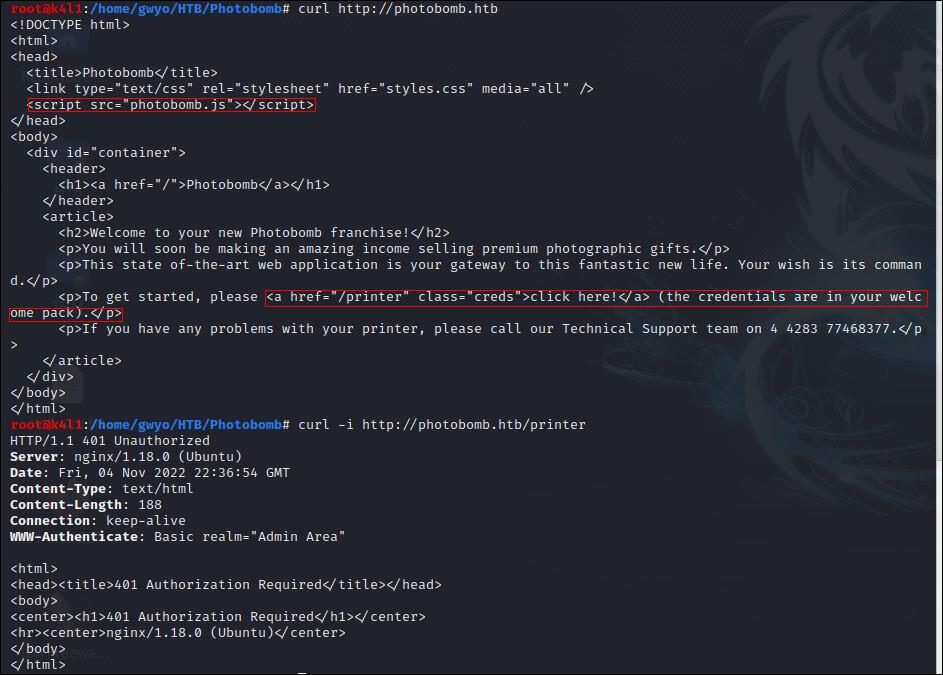 root@k4l1:/home/gwyo/HTB/Photobomb# curl http://photobomb.htb
<!DOCTYPE html>
<html>
<head>
  <title>Photobomb</title>
  <link type="text/css" rel="stylesheet" href="styles.css" media="all" />
  <script src="photobomb.js"></script>
</head>
<body>
  <div id="container">
    <header>
      <h1><a href="/">Photobomb</a></h1>
    </header>
    <article>
      <h2>Welcome to your new Photobomb franchise!</h2>
      <p>You will soon be making an amazing income selling premium photographic gifts.</p>
      <p>This state of-the-art web application is your gateway to this fantastic new life. Your wish is its comman
d.</p>
      <p>To get started, please <a href="/printer" class="creds">click here!</a> (the credentials are in your welc
ome pack).</p>
      <p>If you have any problems with your printer, please call our Technical Support team on 4 4283 77468377.</p
>
    </article>
  </div>
</body>
</html>
root@k4l1:/home/gwyo/HTB/Photobomb# curl -i http://photobomb.htb/printer
HTTP/1.1 401 Unauthorized
Server: nginx/1.18.0 (Ubuntu)
Date: Fri, 04 Nov 2022 22:36:54 GMT
Content-Type: text/html
Content-Length: 188
Connection: keep-alive
WWW-Authenticate: Basic realm="Admin Area"

<html>
<head><title>401 Authorization Required</title></head>
<body>
<center><h1>401 Authorization Required</h1></center>
<hr><center>nginx/1.18.0 (Ubuntu)</center>
</body>
</html>